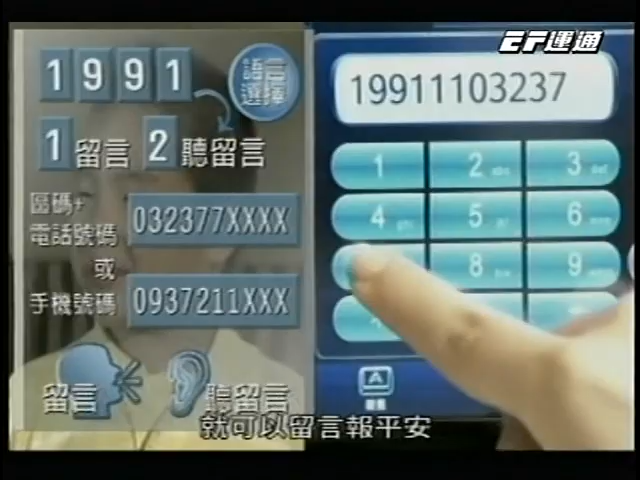 EF運通
1991
語言
選擇
1 留言 2 聽留言
區碼+
電話號碼
032377XXXX
或
手機號碼
0937211XXX
留言
聽留言
19911103237
1
2 abc
3 def
4
5
6
8
9
A
就可以留言報平安